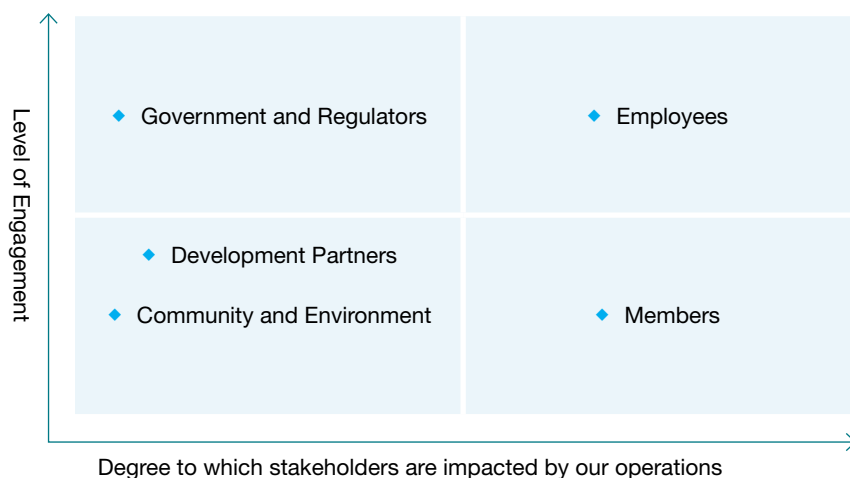 Level of Engagement
Government and Regulators
Employees
Development Partners
Community and Environment
Members
Degree to which stakeholders are impacted by our operations